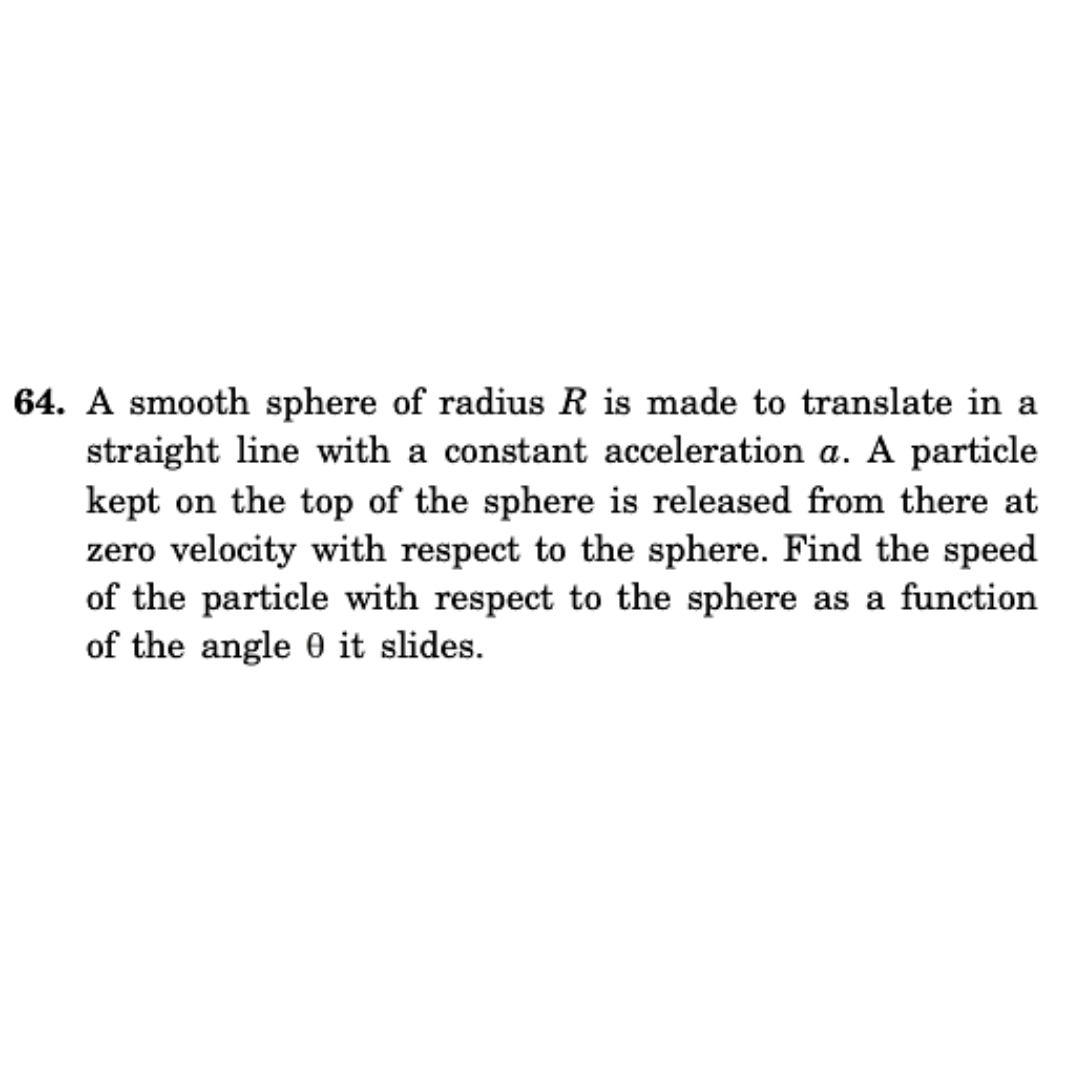 64. A smooth sphere of radius R is made to translate in a
straight line with a constant acceleration a. A particle
kept on the top of the sphere is released from there at
zero velocity with respect to the sphere. Find the speed
of the particle with respect to the sphere as a function
of the angle θ it slides.